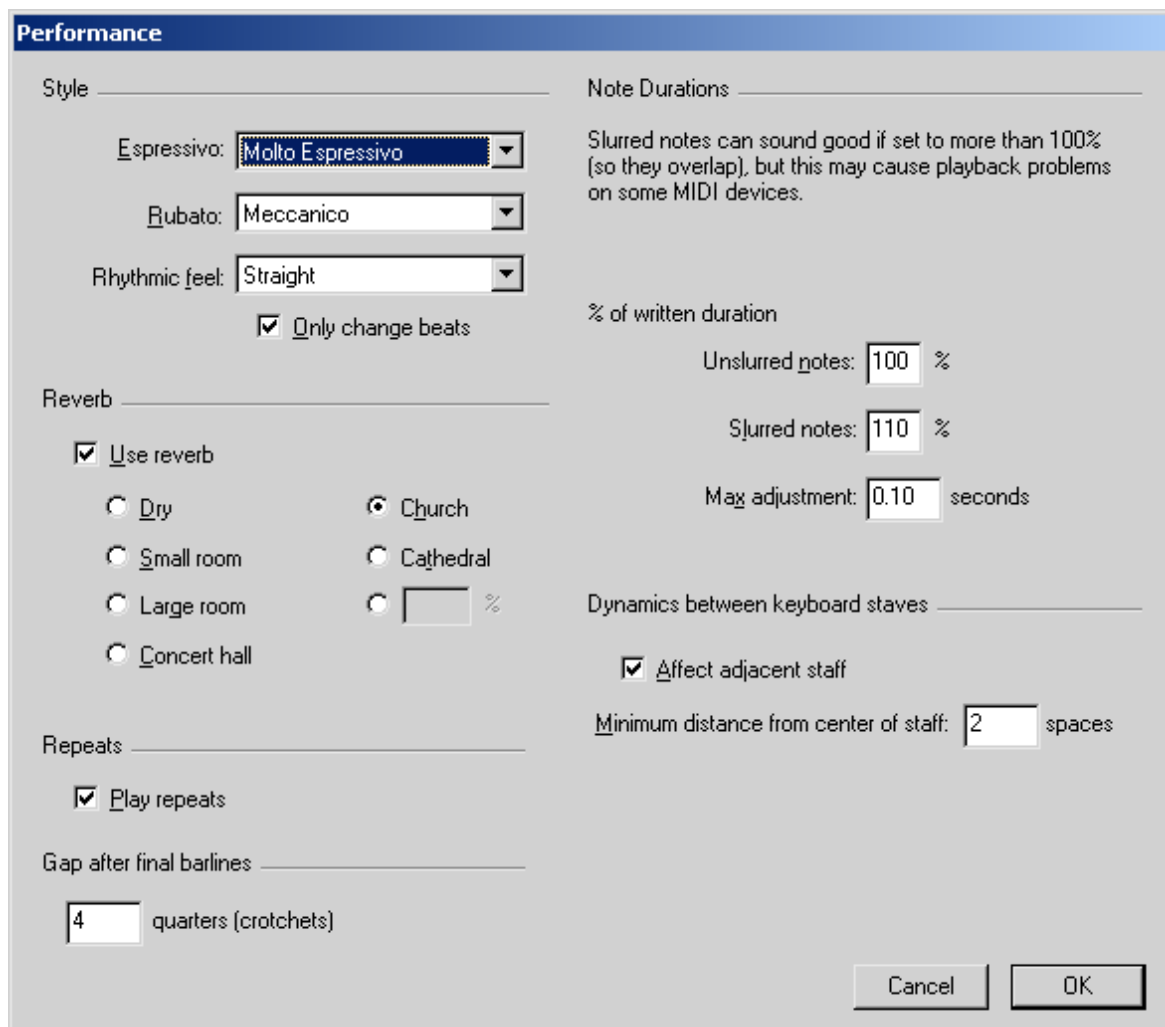 Performance
Style
Espressivo: Molto Espressivo
Rubato: Meccanico
Rhythmic feel: Straight
Only change beats
Reverb
Use reverb
Dry
Church
Small room
Cathedral
Large room
%
Concert hall
Repeats
Play repeats
Gap after final barlines
4 quarters (crotchets)
Note Durations
Slurred notes can sound good if set to more than 100%
(so they overlap), but this may cause playback problems
on some MIDI devices.
% of written duration
Unslurred notes: 100 %
Slurred notes: 110 %
Max adjustment: 0.10 seconds
Dynamics between keyboard staves
Affect adjacent staff
Minimum distance from center of staff: 2 spaces
Cancel
OK